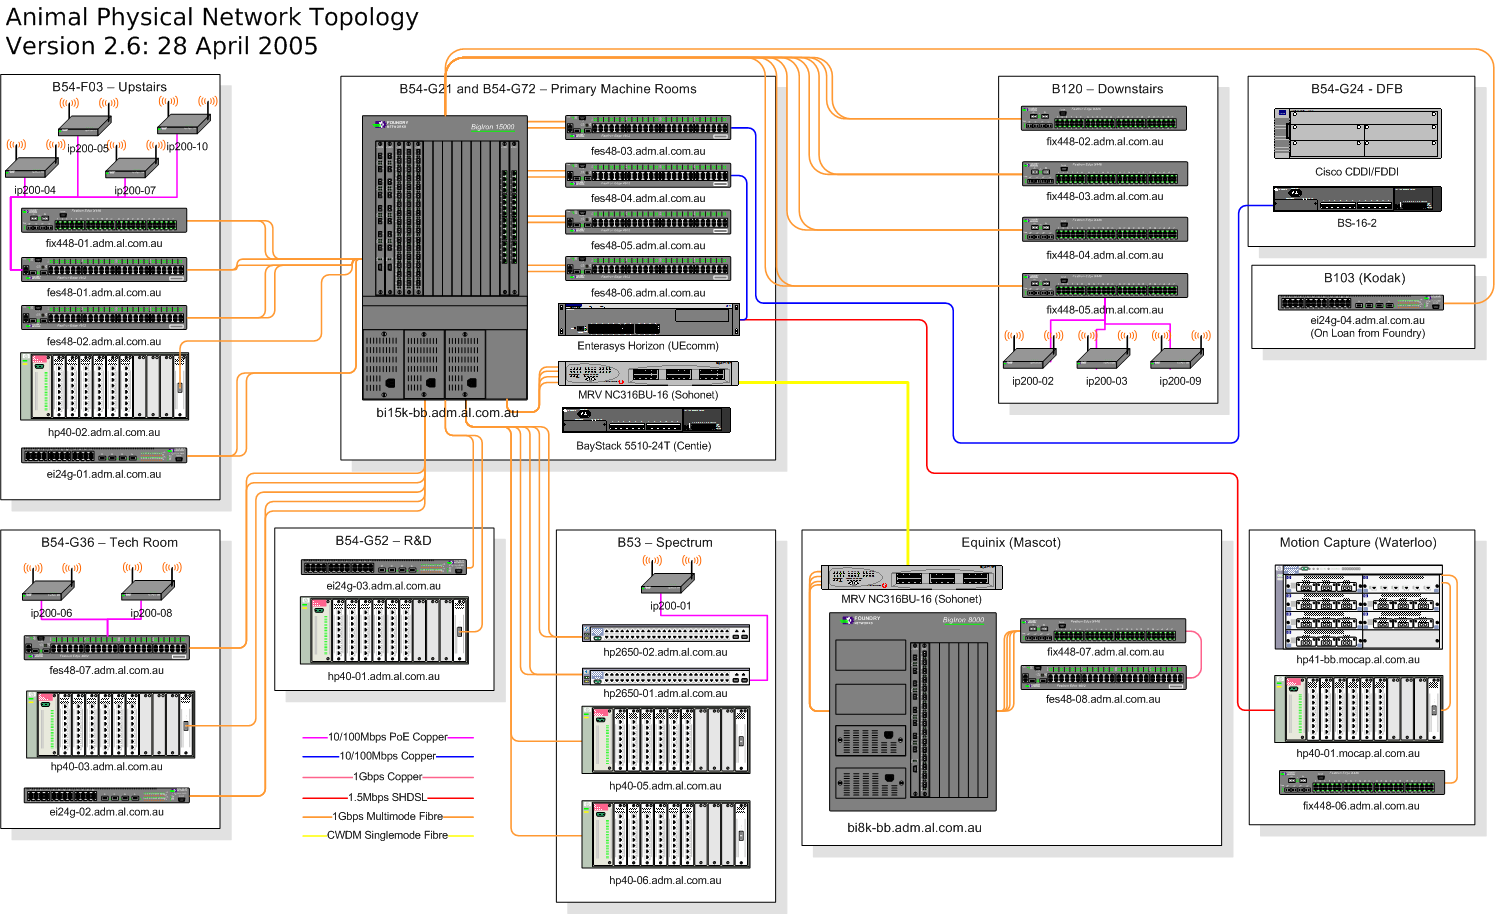 Animal Physical Network Topology
Version 2.6: 28 April 2005
B54-F03 – Upstairs
ip200-05
ip200-10
ip200-04
ip200-07
fix448-01.adm.al.com.au
fes48-01.adm.al.com.au
fes48-02.adm.al.com.au
hp40-02.adm.al.com.au
ei24g-01.adm.al.com.au
B54-G21 and B54-G72 – Primary Machine Rooms
FOUNDRY
NETWORKS
BigIron 15000
bi15k-bb.adm.al.com.au
fes48-03.adm.al.com.au
fes48-04.adm.al.com.au
fes48-05.adm.al.com.au
fes48-06.adm.al.com.au
Enterasys Horizon (UEcomm)
MRV NC316BU-16 (Sohonet)
BayStack 5510-24T (Centie)
B120 – Downstairs
fix448-02.adm.al.com.au
fix448-03.adm.al.com.au
fix448-04.adm.al.com.au
fix448-05.adm.al.com.au
ip200-02
ip200-03
ip200-09
B54-G24 - DFB
Cisco CDDI/FDDI
BS-16-2
B103 (Kodak)
ei24g-04.adm.al.com.au
(On Loan from Foundry)
B54-G36 – Tech Room
ip200-06
ip200-08
fes48-07.adm.al.com.au
hp40-03.adm.al.com.au
ei24g-02.adm.al.com.au
B54-G52 – R&D
ei24g-03.adm.al.com.au
hp40-01.adm.al.com.au
10/100Mbps PoE Copper
10/100Mbps Copper
1Gbps Copper
1.5Mbps SHDSL
1Gbps Multimode Fibre
CWDM Singlemode Fibre
B53 – Spectrum
ip200-01
hp2650-02.adm.al.com.au
hp2650-01.adm.al.com.au
hp40-05.adm.al.com.au
hp40-06.adm.al.com.au
Equinix (Mascot)
MRV NC316BU-16 (Sohonet)
FOUNDRY
NETWORKS
BigIron 8000
bi8k-bb.adm.al.com.au
fix448-07.adm.al.com.au
fes48-08.adm.al.com.au
Motion Capture (Waterloo)
hp41-bb.mocap.al.com.au
hp40-01.mocap.al.com.au
fix448-06.adm.al.com.au